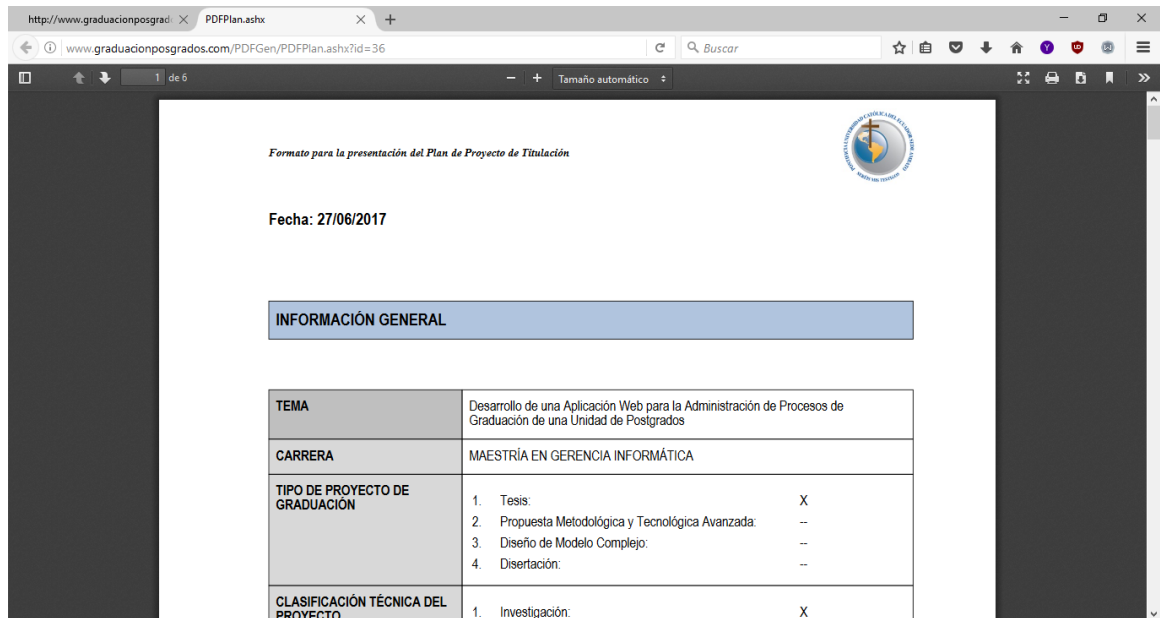 http://www.graduacionposgrad
PDFPlan.ashx
www.graduacionposgrados.com/PDFGen/PDFPlan.ashx?id=36
Buscar
1 de 6
Tamaño automático
Formato para la presentación del Plan de Proyecto de Titulación
Fecha: 27/06/2017
INFORMACIÓN GENERAL
TEMA
Desarrollo de una Aplicación Web para la Administración de Procesos de
Graduación de una Unidad de Postgrados
CARRERA
MAESTRÍA EN GERENCIA INFORMÁTICA
TIPO DE PROYECTO DE
GRADUACIÓN
1. Tesis: X
2. Propuesta Metodológica y Tecnológica Avanzada: --
3. Diseño de Modelo Complejo: --
4. Disertación: --
CLASIFICACIÓN TÉCNICA DEL
PROYECTO
1. Investigación: X